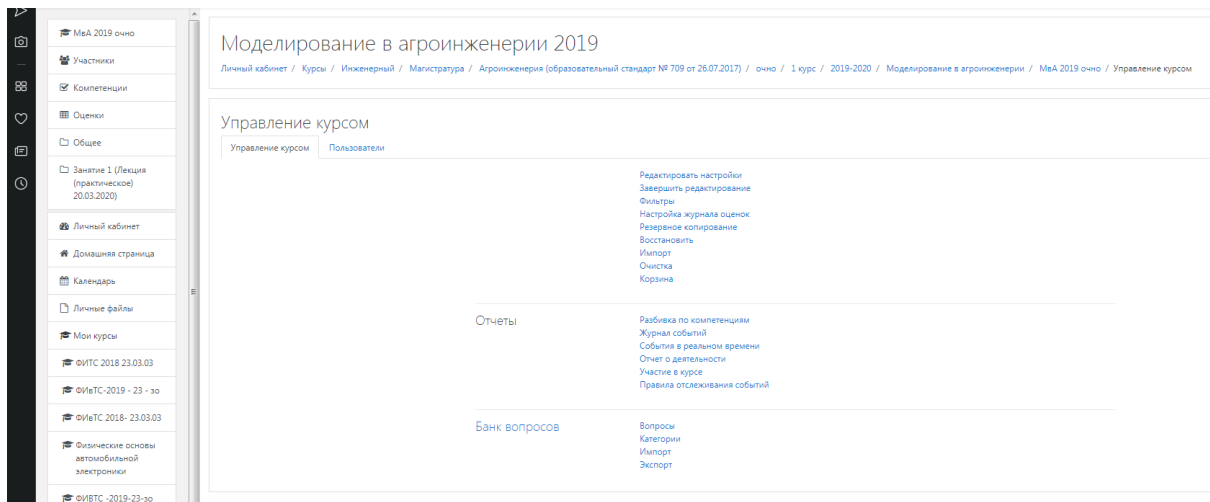 МвА 2019 очно
Участники
Компетенции
Оценки
Общее
Занятие 1 (Лекция
(практическое)
20.03.2020)
Личный кабинет
Домашняя страница
Календарь
Личные файлы
Мои курсы
ФИТС 2018 23.03.03
ФИвТС-2019 - 23 - зо
ФИвТС 2018- 23.03.03
Физические основы
автомобильной
электроники
ФИВТС -2019-23-зо
Моделирование в агроинженерии 2019
Личный кабинет / Курсы / Инженерный / Магистратура / Агроинженерия (образовательный стандарт № 709 от 26.07.2017) / очно / 1 курс / 2019-2020 / Моделирование в агроинженерии / МвА 2019 очно / Управление курсом
Управление курсом
Управление курсом Пользователи
Редактировать настройки
Завершить редактирование
Фильтры
Настройка журнала оценок
Резервное копирование
Восстановить
Импорт
Очистка
Корзина
Отчеты
Разбивка по компетенциям
Журнал событий
События в реальном времени
Отчет о деятельности
Участие в курсе
Правила отслеживания событий
Банк вопросов
Вопросы
Категории
Импорт
Экспорт